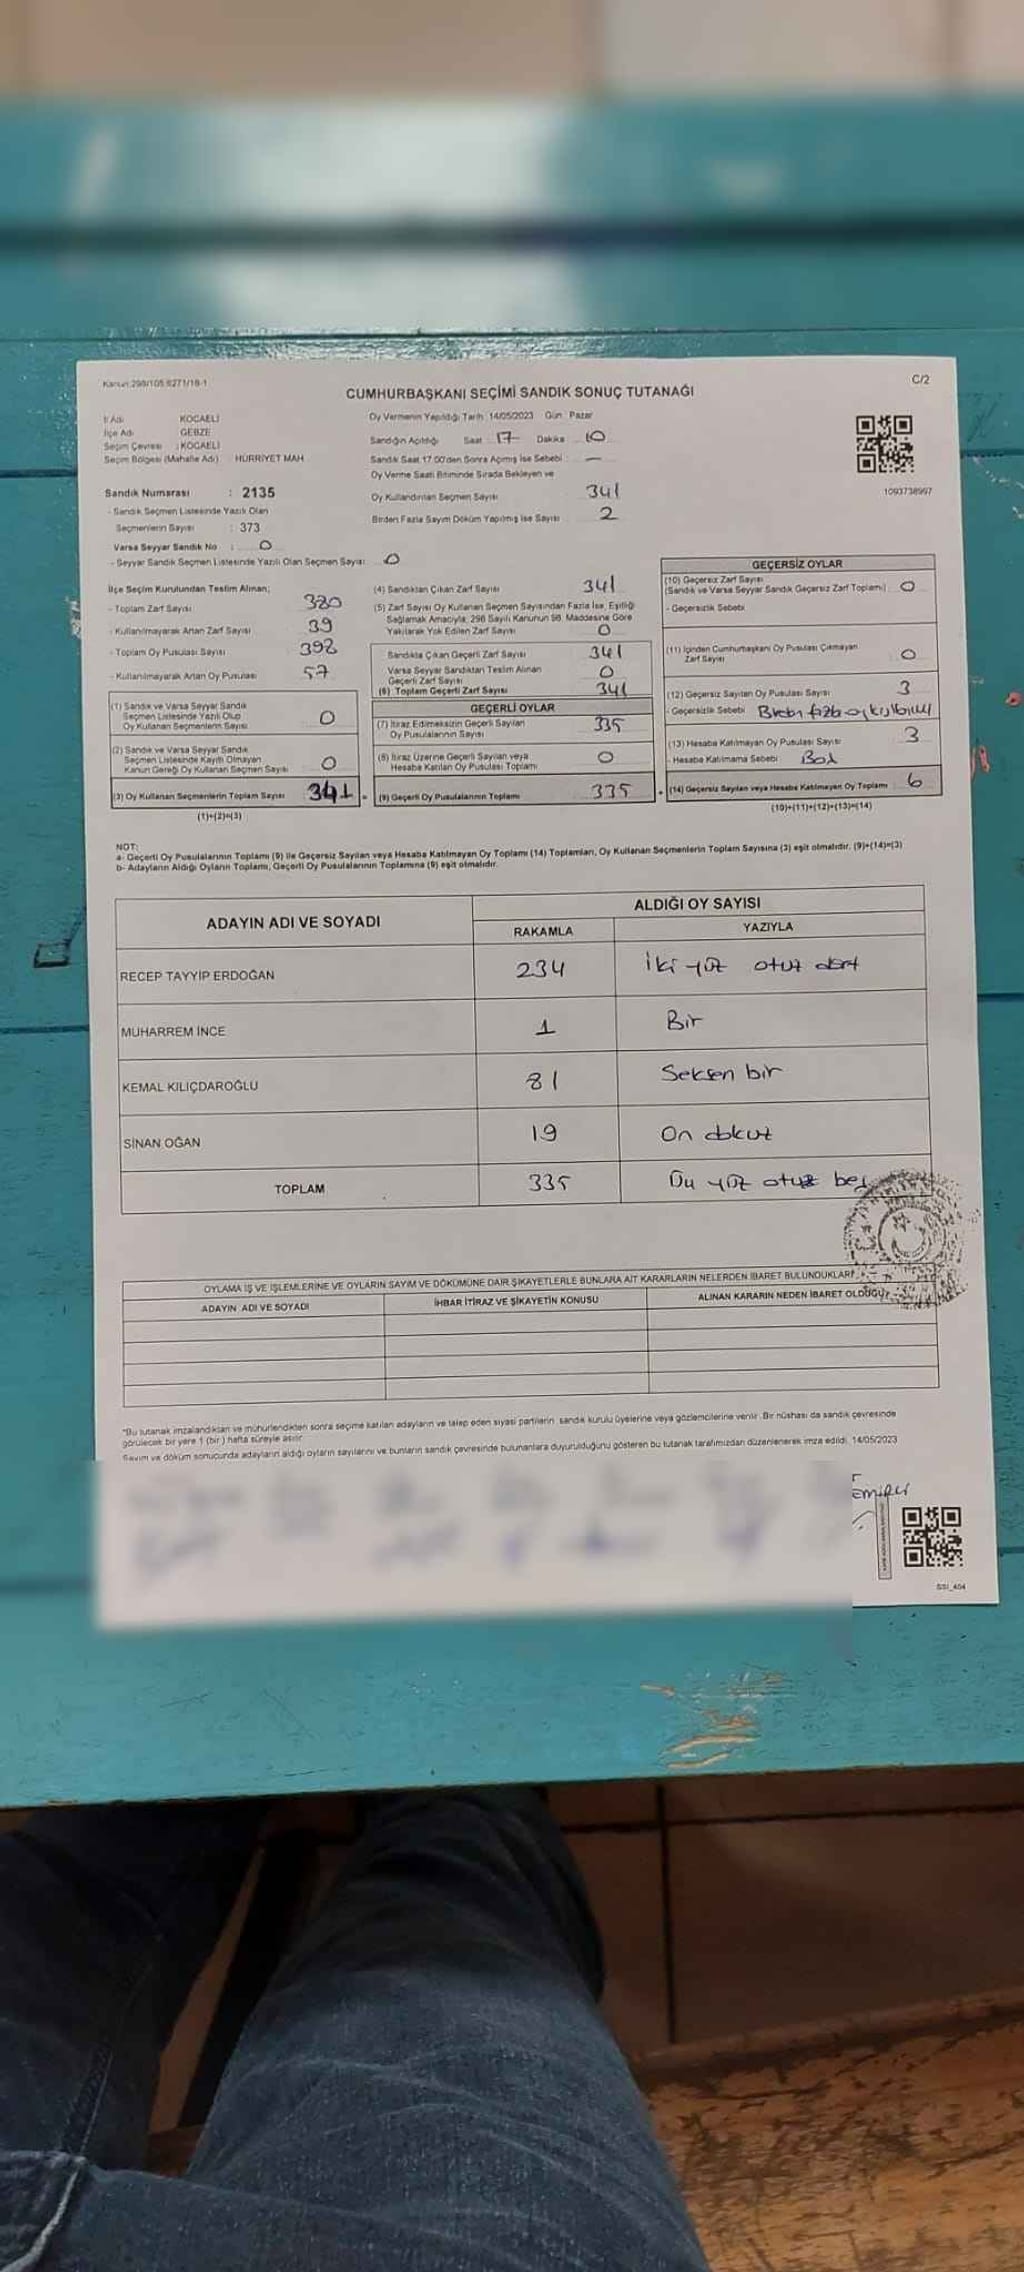 Kanun:298/105.6271/18-1
C/2
CUMHURBAŞKANI SEÇİMİ SANDIK SONUÇ TUTANAĞI
İl Adı KOCAELİ
İlçe Adı GEBZE
Seçim Çevresi : KOCAELİ
Seçim Bölgesi (Mahalle Adı) : HÜRRİYET MAH.
Sandık Numarası : 2135
- Sandık Seçmen Listesinde Yazılı Olan
Seçmenlerin Sayısı : 373
Varsa Seyyar Sandık No : 0
- Seyyar Sandık Seçmen Listesinde Yazılı Olan Seçmen Sayısı 0
Oy Vermenin Yapıldığı Tarih 14/05/2023 Gün Pazar
Sandığın Açıldığı Saat 17 Dakika 10
Sandık Saat 17.00'den Sonra Açılmış İse Sebebi : —
Oy Verme Saati Bitiminde Sırada Bekleyen ve
Oy Kullandırılan Seçmen Sayısı 341
Birden Fazla Sayım Döküm Yapılmış İse Sayısı 2
1093738997
İlçe Seçim Kurulundan Teslim Alınan;
- Toplam Zarf Sayısı 380
- Kullanılmayarak Artan Zarf Sayısı 39
- Toplam Oy Pusulası Sayısı 398
- Kullanılmayarak Artan Oy Pusulası 57
(1) Sandık ve Varsa Seyyar Sandık
Seçmen Listesinde Yazılı Olup
Oy Kullanan Seçmenlerin Sayısı 0
(2) Sandık ve Varsa Seyyar Sandık
Seçmen Listesinde Kayıtlı Olmayan
Kanun Gereği Oy Kullanan Seçmen Sayısı 0
(3) Oy Kullanan Seçmenlerin Toplam Sayısı 341
(1)+(2)=(3)
(4) Sandıktan Çıkan Zarf Sayısı 341
(5) Zarf Sayısı Oy Kullanan Seçmen Sayısından Fazla İse, Eşitliği
Sağlamak Amacıyla, 298 Sayılı Kanunun 98. Maddesine Göre
Yakılarak Yok Edilen Zarf Sayısı 0
- Sandıkta Çıkan Geçerli Zarf Sayısı 341
Varsa Seyyar Sandıktan Teslim Alınan
Geçerli Zarf Sayısı 0
(6) Toplam Geçerli Zarf Sayısı 341
GEÇERLİ OYLAR
(7) İtiraz Edilmeksizin Geçerli Sayılan
Oy Pusulalarının Sayısı 335
(8) İtiraz Üzerine Geçerli Sayılan veya
Hesaba Katılan Oy Pusulası Toplamı 0
= (9) Geçerli Oy Pusulalarının Toplamı 335
GEÇERSİZ OYLAR
(10) Geçersiz Zarf Sayısı
(Sandık ve Varsa Seyyar Sandık Geçersiz Zarf Toplamı) 0
- Geçersizlik Sebebi
(11) İçinden Cumhurbaşkanı Oy Pusulası Çıkmayan
Zarf Sayısı 0
(12) Geçersiz Sayılan Oy Pusulası Sayısı 3
- Geçersizlik Sebebi Birden fazla oy kullanımı
(13) Hesaba Katılmayan Oy Pusulası Sayısı 3
- Hesaba Katılmama Sebebi Boş
+ (14) Geçersiz Sayılan veya Hesaba Katılmayan Oy Toplamı 6
(10)+(11)+(12)+(13)=(14)
NOT:
a- Geçerli Oy Pusulalarının Toplamı (9) ile Geçersiz Sayılan veya Hesaba Katılmayan Oy Toplamı (14) Toplamları, Oy Kullanan Seçmenlerin Toplam Sayısına (3) eşit olmalıdır. (9)+(14)=(3)
b- Adayların Aldığı Oyların Toplamı, Geçerli Oy Pusulalarının Toplamına (9) eşit olmalıdır.
ADAYIN ADI VE SOYADI ALDIĞI OY SAYISI
RAKAMLA YAZIYLA
RECEP TAYYİP ERDOĞAN 234 İki yüz otuz dört
MUHARREM İNCE 1 Bir
KEMAL KILIÇDAROĞLU 81 Seksen bir
SİNAN OĞAN 19 On dokuz
TOPLAM 335 Üç yüz otuz beş
OYLAMA İŞ VE İŞLEMLERİNE VE OYLARIN SAYIM VE DÖKÜMÜNE DAİR ŞİKAYETLERLE BUNLARA AİT KARARLARIN NELERDEN İBARET BULUNDUKLARI
ADAYIN ADI VE SOYADI İHBAR İTİRAZ VE ŞİKAYETİN KONUSU ALINAN KARARIN NEDEN İBARET OLDUĞU
"Bu tutanak imzalandıktan ve mühürlendikten sonra seçime katılan adayların ve talep eden siyasi partilerin sandık kurulu üyelerine veya gözlemcilerine verilir. Bir nüshası da sandık çevresinde
görülecek bir yere 1 (bir) hafta süreyle asılır.
Sayım ve döküm sonucunda adayların aldığı oyların sayılarını ve bunların sandık çevresinde bulunanlara duyurulduğunu gösteren bu tutanak tarafımızdan düzenlenerek imza edildi. 14/05/2023
SSİ_404